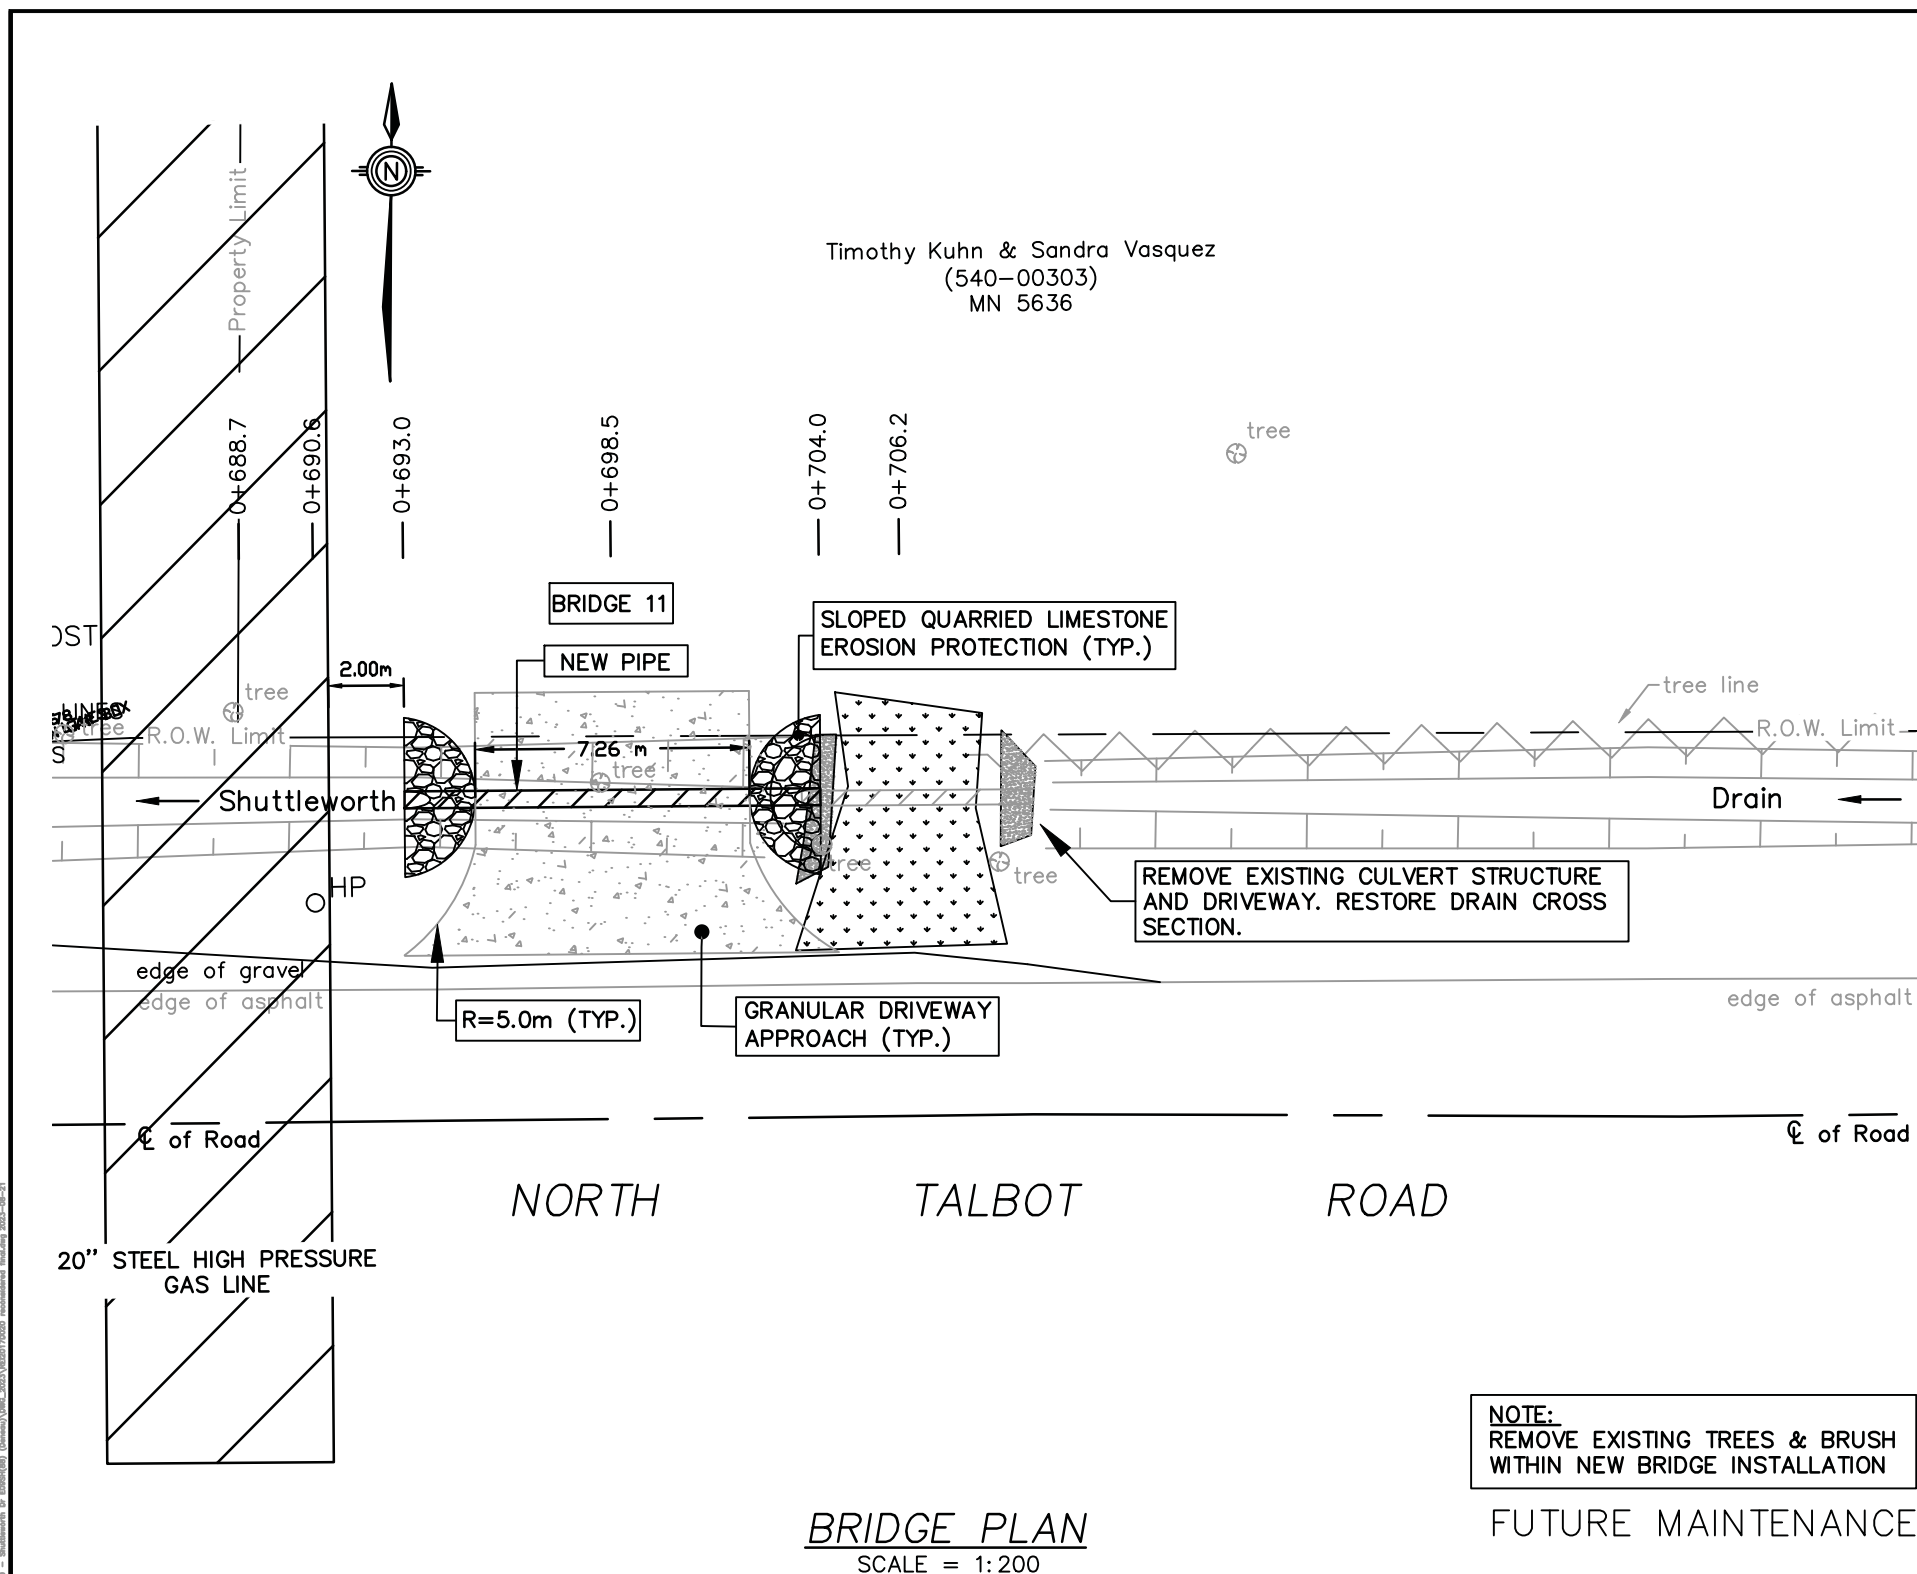 N
Property Limit
Timothy Kuhn & Sandra Vasquez
(540-00303)
MN 5636
0+688.7
0+690.6
0+693.0
0+698.5
0+704.0
0+706.2
tree
BRIDGE 11
SLOPED QUARRIED LIMESTONE
EROSION PROTECTION (TYP.)
NEW PIPE
2.00m
tree
tree line
tree
R.O.W. Limit
R.O.W. Limit
7.26 m
tree
Shuttleworth
Drain
tree
tree
HP
REMOVE EXISTING CULVERT STRUCTURE
AND DRIVEWAY. RESTORE DRAIN CROSS
SECTION.
edge of gravel
edge of asphalt
edge of asphalt
R=5.0m (TYP.)
GRANULAR DRIVEWAY
APPROACH (TYP.)
℄ of Road
℄ of Road
NORTH TALBOT ROAD
20" STEEL HIGH PRESSURE
GAS LINE
NOTE:
REMOVE EXISTING TREES & BRUSH
WITHIN NEW BRIDGE INSTALLATION
FUTURE MAINTENANCE
BRIDGE PLAN
SCALE = 1:200